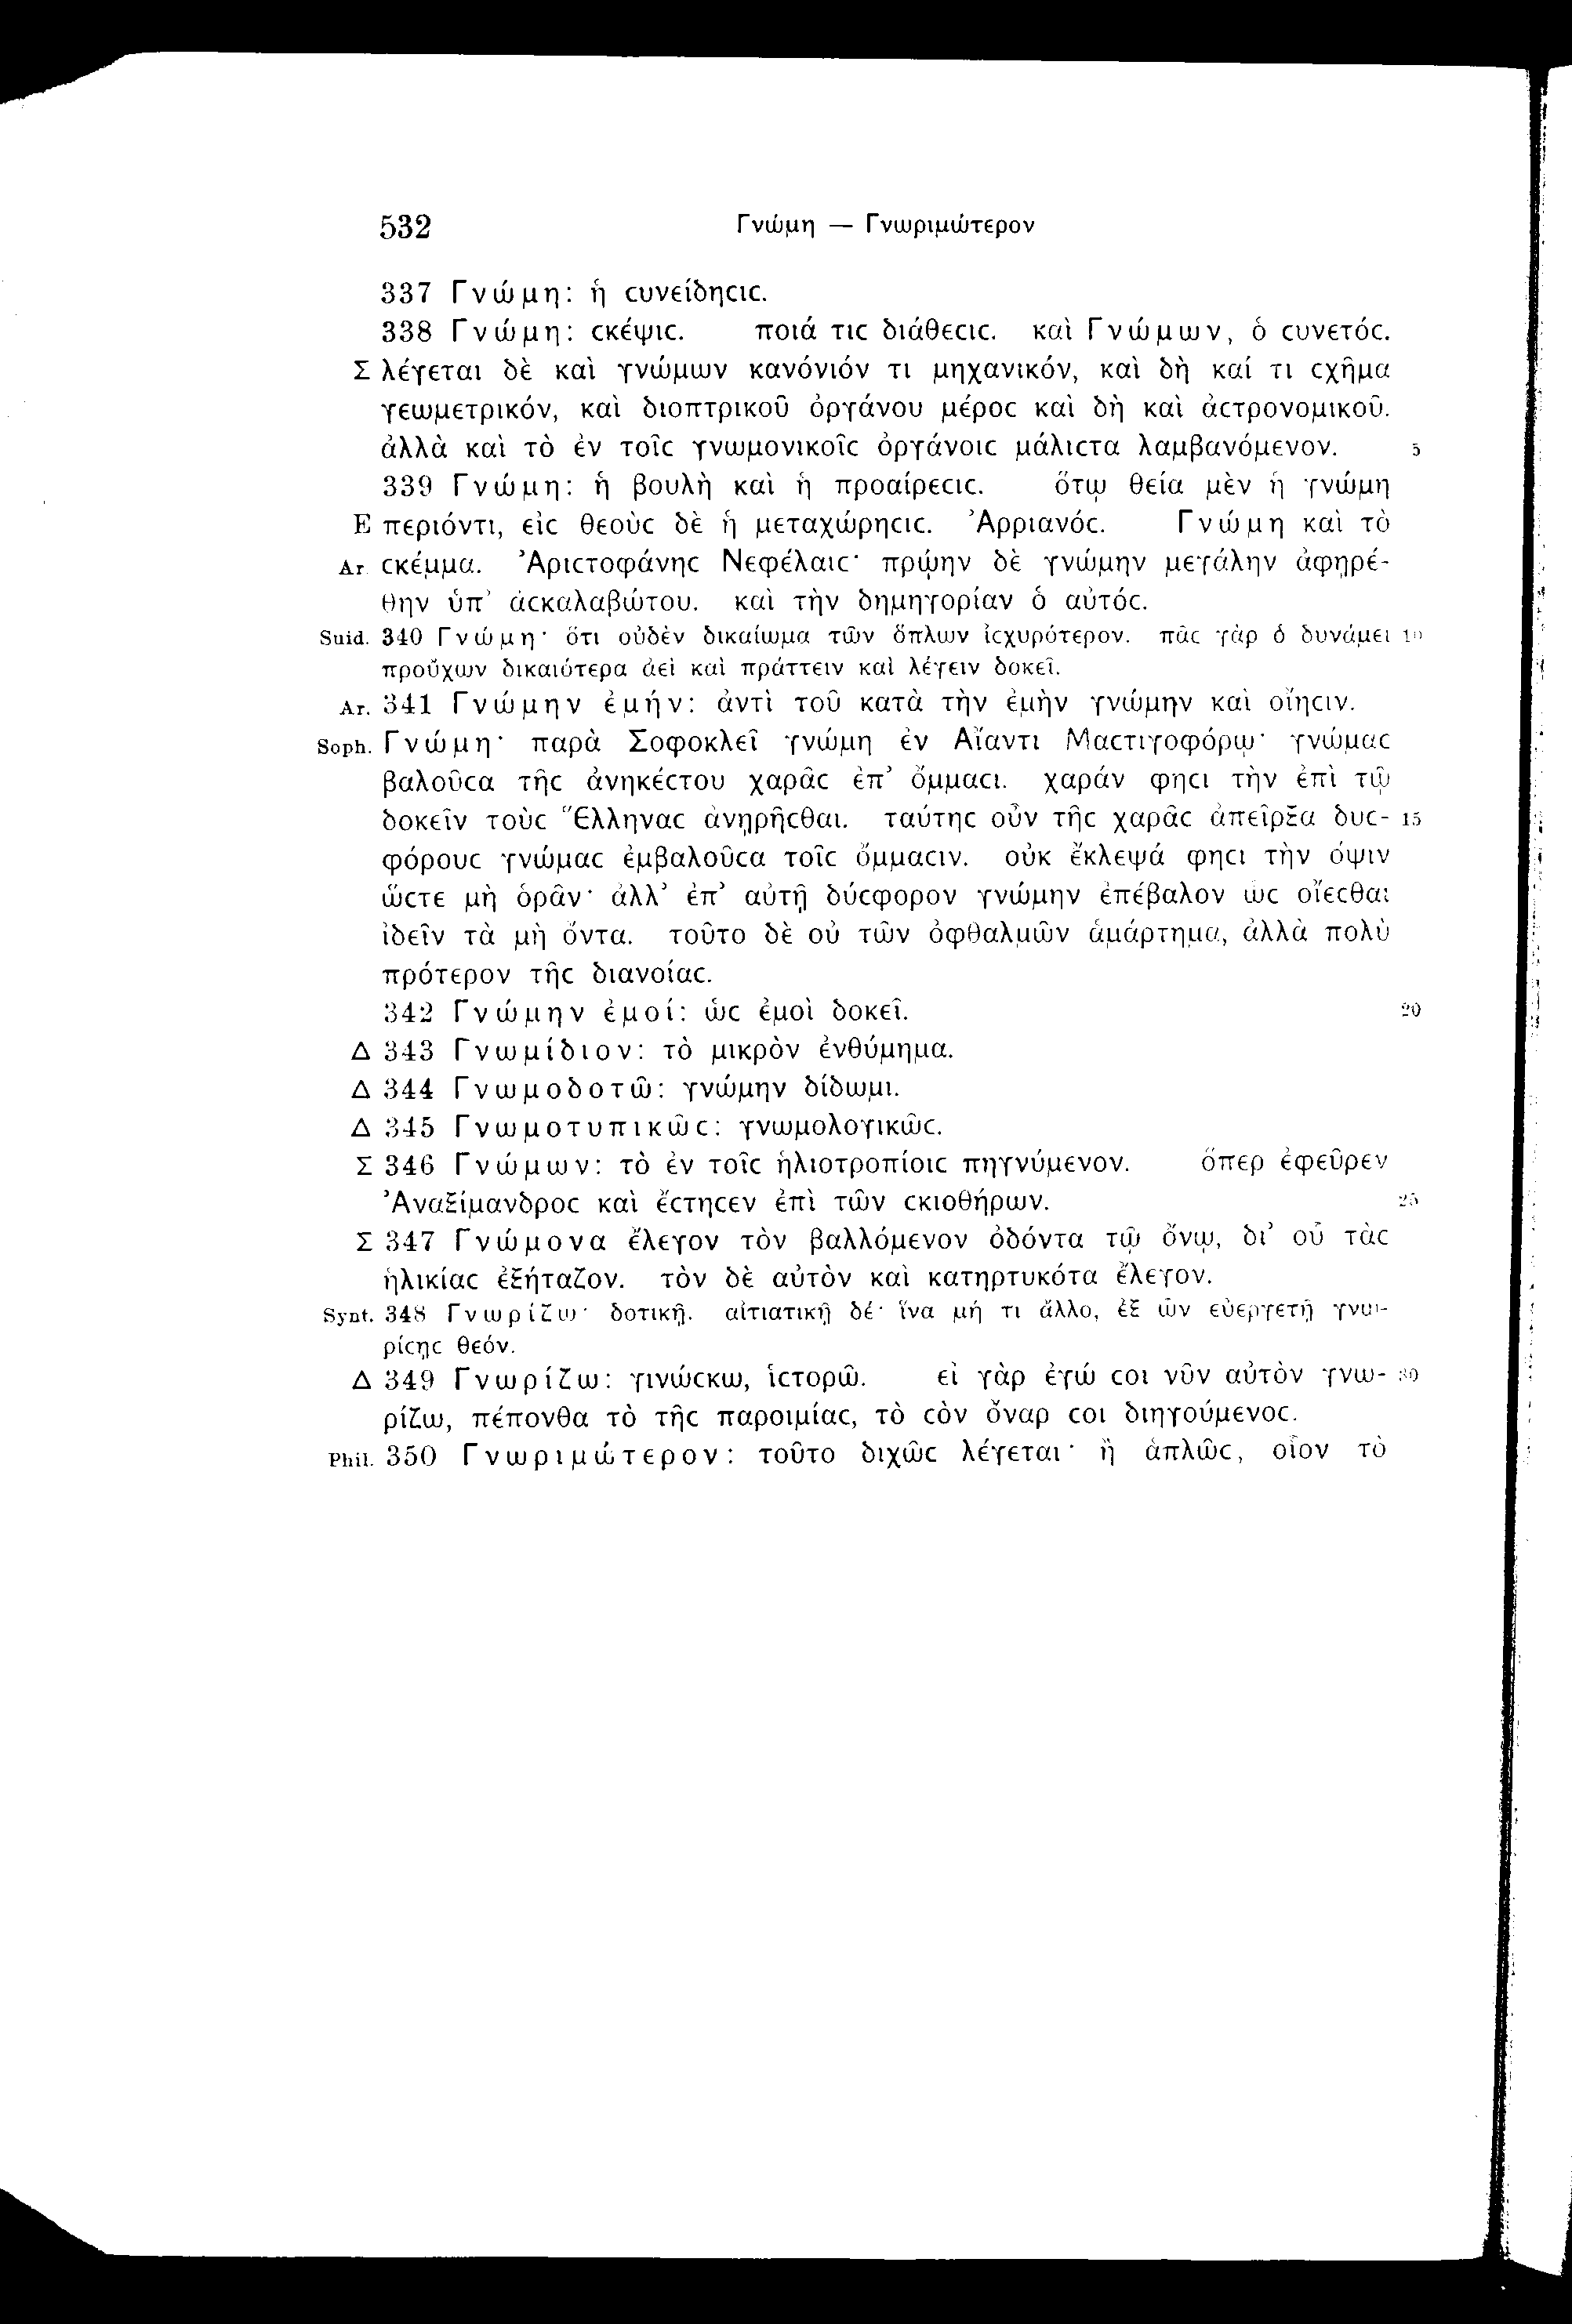 532 Γνώμη — Γνωριμώτερον
337 Γνώμη: ἡ ϲυνείδηϲιϲ.
338 Γνώμη: ϲκέψιϲ. ποιά τιϲ διάθεϲιϲ. καὶ Γνώμων, ὁ ϲυνετόϲ.
Σ λέγεται δὲ καὶ γνώμων κανόνιόν τι μηχανικόν, καὶ δὴ καί τι ϲχῆμα
γεωμετρικόν, καὶ διοπτρικοῦ ὀργάνου μέροϲ καὶ δὴ καὶ ἀϲτρονομικοῦ.
ἀλλὰ καὶ τὸ ἐν τοῖϲ γνωμονικοῖϲ ὀργάνοιϲ μάλιϲτα λαμβανόμενον. 5
339 Γνώμη: ἡ βουλὴ καὶ ἡ προαίρεϲιϲ. ὅτῳ θεία μὲν ἡ γνώμη
E περιόντι, εἰϲ θεοὺϲ δὲ ἡ μεταχώρηϲιϲ. Ἀρριανόϲ. Γνώμη καὶ τὸ
Ar. ϲκέμμα. Ἀριϲτοφάνηϲ Νεφέλαιϲ· πρῴην δὲ γνώμην μεγάλην ἀφῃρέ-
θην ὑπ’ ἀϲκαλαβώτου. καὶ τὴν δημηγορίαν ὁ αὐτόϲ.
Suid. 340 Γνώμη· ὅτι οὐδὲν δικαίωμα τῶν ὅπλων ἰϲχυρότερον. πᾶϲ γὰρ ὁ δυνάμει 10
προὔχων δικαιότερα ἀεὶ καὶ πράττειν καὶ λέγειν δοκεῖ.
Ar. 341 Γνώμην ἐμήν: ἀντὶ τοῦ κατὰ τὴν ἐμὴν γνώμην καὶ οἴηϲιν.
Soph. Γνώμη· παρὰ Σοφοκλεῖ γνώμη ἐν Αἴαντι Μαϲτιγοφόρῳ· γνώμαϲ
βαλοῦϲα τῆϲ ἀνηκέϲτου χαρᾶϲ ἐπ’ ὄμμαϲι. χαράν φηϲι τὴν ἐπὶ τῷ
δοκεῖν τοὺϲ Ἕλληναϲ ἀνῃρῆϲθαι. ταύτηϲ οὖν τῆϲ χαρᾶϲ ἀπεῖρξα δυϲ- 15
φόρουϲ γνώμαϲ ἐμβαλοῦϲα τοῖϲ ὄμμαϲιν. οὐκ ἔκλεψά φηϲι τὴν ὄψιν
ὥϲτε μὴ ὁρᾶν· ἀλλ’ ἐπ’ αὐτῇ δύϲφορον γνώμην ἐπέβαλον ὡϲ οἴεϲθαι
ἰδεῖν τὰ μὴ ὄντα. τοῦτο δὲ οὐ τῶν ὀφθαλμῶν ἁμάρτημα, ἀλλὰ πολὺ
πρότερον τῆϲ διανοίαϲ.
342 Γνώμην ἐμοί: ὡϲ ἐμοὶ δοκεῖ. 20
Δ 343 Γνωμίδιον: τὸ μικρὸν ἐνθύμημα.
Δ 344 Γνωμοδοτῶ: γνώμην δίδωμι.
Δ 345 Γνωμοτυπικῶϲ: γνωμολογικῶϲ.
Σ 346 Γνώμων: τὸ ἐν τοῖϲ ἡλιοτροπίοιϲ πηγνύμενον. ὅπερ ἐφεῦρεν
Ἀναξίμανδροϲ καὶ ἔϲτηϲεν ἐπὶ τῶν ϲκιοθήρων. 25
Σ 347 Γνώμονα ἔλεγον τὸν βαλλόμενον ὀδόντα τῷ ὄνῳ, δι’ οὗ τὰϲ
ἡλικίαϲ ἐξήταζον. τὸν δὲ αὐτὸν καὶ κατηρτυκότα ἔλεγον.
Synt. 348 Γνωρίζω· δοτικῇ. αἰτιατικῇ δέ· ἵνα μή τι ἄλλο, ἐξ ὧν εὐεργετῇ γνω-
ρίϲῃϲ θεόν.
Δ 349 Γνωρίζω: γινώϲκω, ἱϲτορῶ. εἰ γὰρ ἐγώ ϲοι νῦν αὐτὸν γνω- 30
ρίζω, πέπονθα τὸ τῆϲ παροιμίαϲ, τὸ ϲὸν ὄναρ ϲοι διηγούμενοϲ.
Phil. 350 Γνωριμώτερον: τοῦτο διχῶϲ λέγεται· ἢ ἁπλῶϲ, οἷον τὸ